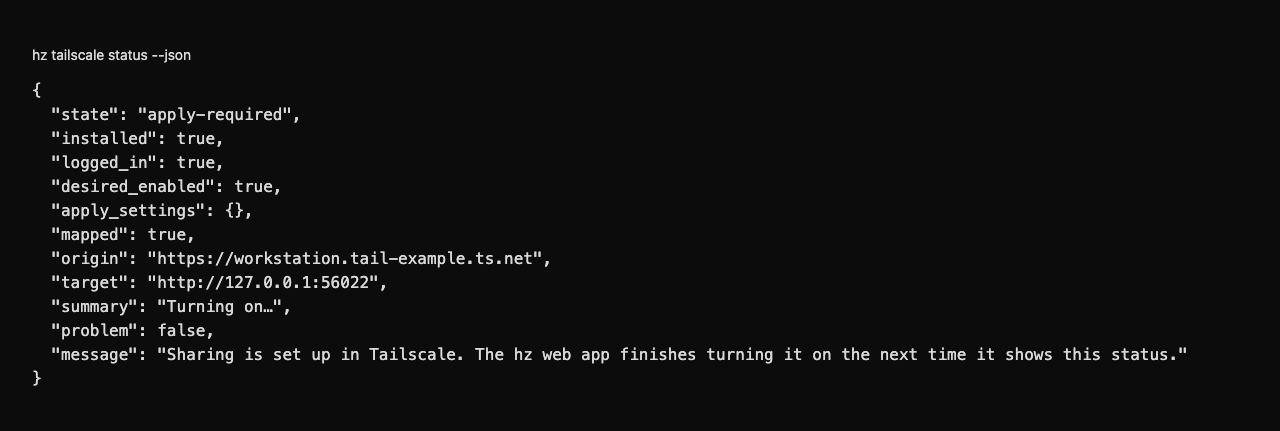 hz tailscale status --json
{
  "state": "apply-required",
  "installed": true,
  "logged_in": true,
  "desired_enabled": true,
  "apply_settings": {},
  "mapped": true,
  "origin": "https://workstation.tail-example.ts.net",
  "target": "http://127.0.0.1:56022",
  "summary": "Turning on…",
  "problem": false,
  "message": "Sharing is set up in Tailscale. The hz web app finishes turning it on the next time it shows this status."
}